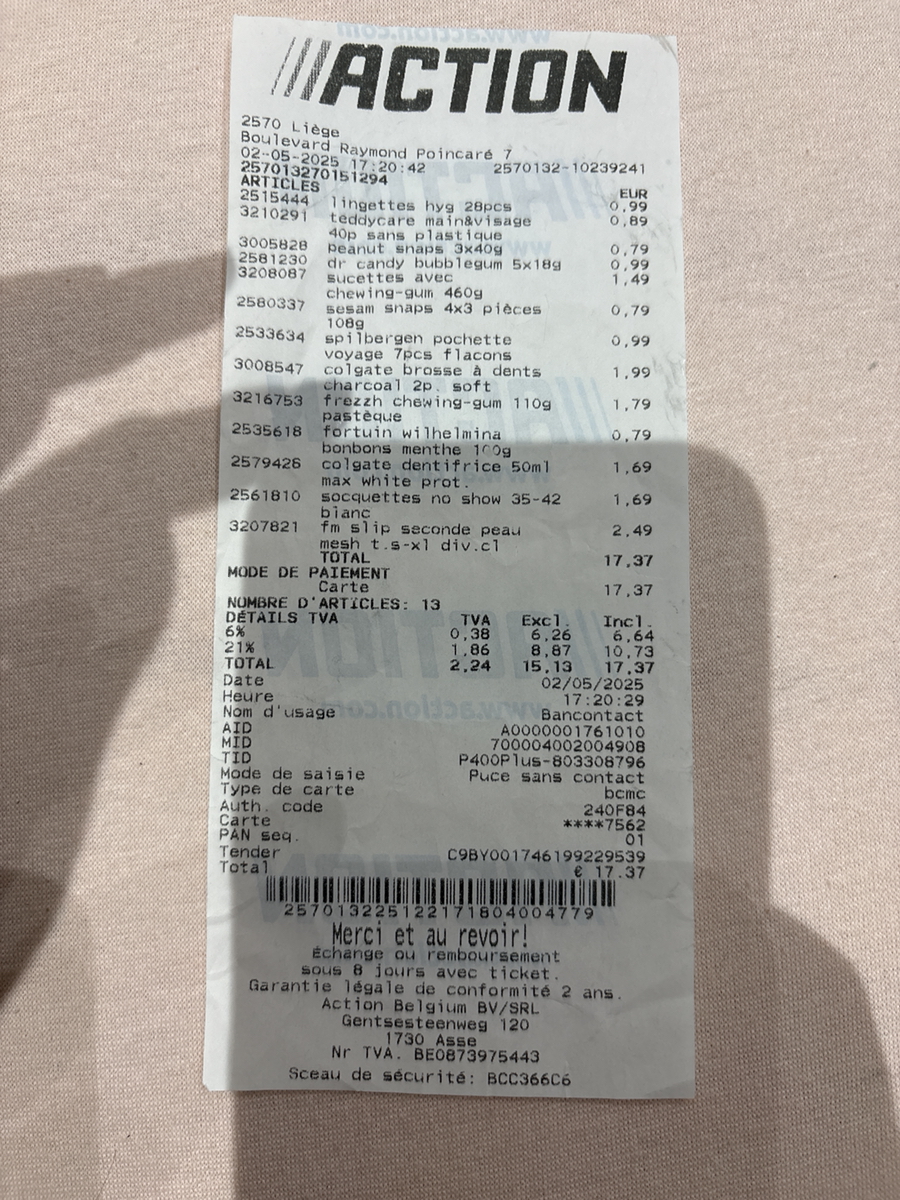 ACTION
2570 Liège
Boulevard Raymond Poincaré 7
02-05-2025 17:20:42 2570132-10239241
257013270151294
ARTICLES EUR
2515444 lingettes hyg 28pcs 0,99
3210291 teddycare main&visage 0,89
40p sans plastique
3005828 peanut snaps 3x40g 0,79
2581230 dr candy bubblegum 5x18g 0,99
3208087 sucettes avec 1,49
chewing-gum 460g
2580337 sesam snaps 4x3 pièces 0,79
108g
2533634 spilbergen pochette 0,99
voyage 7pcs flacons
3008547 colgate brosse à dents 1,99
charcoal 2p. soft
3216753 frezzh chewing-gum 110g 1,79
pastèque
2535618 fortuin wilhelmina 0,79
bonbons menthe 100g
2579426 colgate dentifrice 50ml 1,69
max white prot.
2561810 socquettes no show 35-42 1,69
blanc
3207821 fm slip seconde peau 2,49
mesh t.s-xl div.cl
TOTAL 17,37
MODE DE PAIEMENT
Carte 17,37
NOMBRE D'ARTICLES: 13
DÉTAILS TVA TVA Excl. Incl.
6% 0,38 6,26 6,64
21% 1,86 8,87 10,73
TOTAL 2,24 15,13 17,37
Date 02/05/2025
Heure 17:20:29
Nom d'usage Bancontact
AID A0000001761010
MID 700004002004908
TID P400Plus-803308796
Mode de saisie Puce sans contact
Type de carte bcmc
Auth. code 240F84
Carte ****7562
PAN seq. 01
Tender C9BY001746199229539
Total € 17.37
2570132251221718040047​79
Merci et au revoir!
Échange ou remboursement
sous 8 jours avec ticket.
Garantie légale de conformité 2 ans.
Action Belgium BV/SRL
Gentsesteenweg 120
1730 Asse
Nr TVA. BE0873975443
Sceau de sécurité: BCC366C6